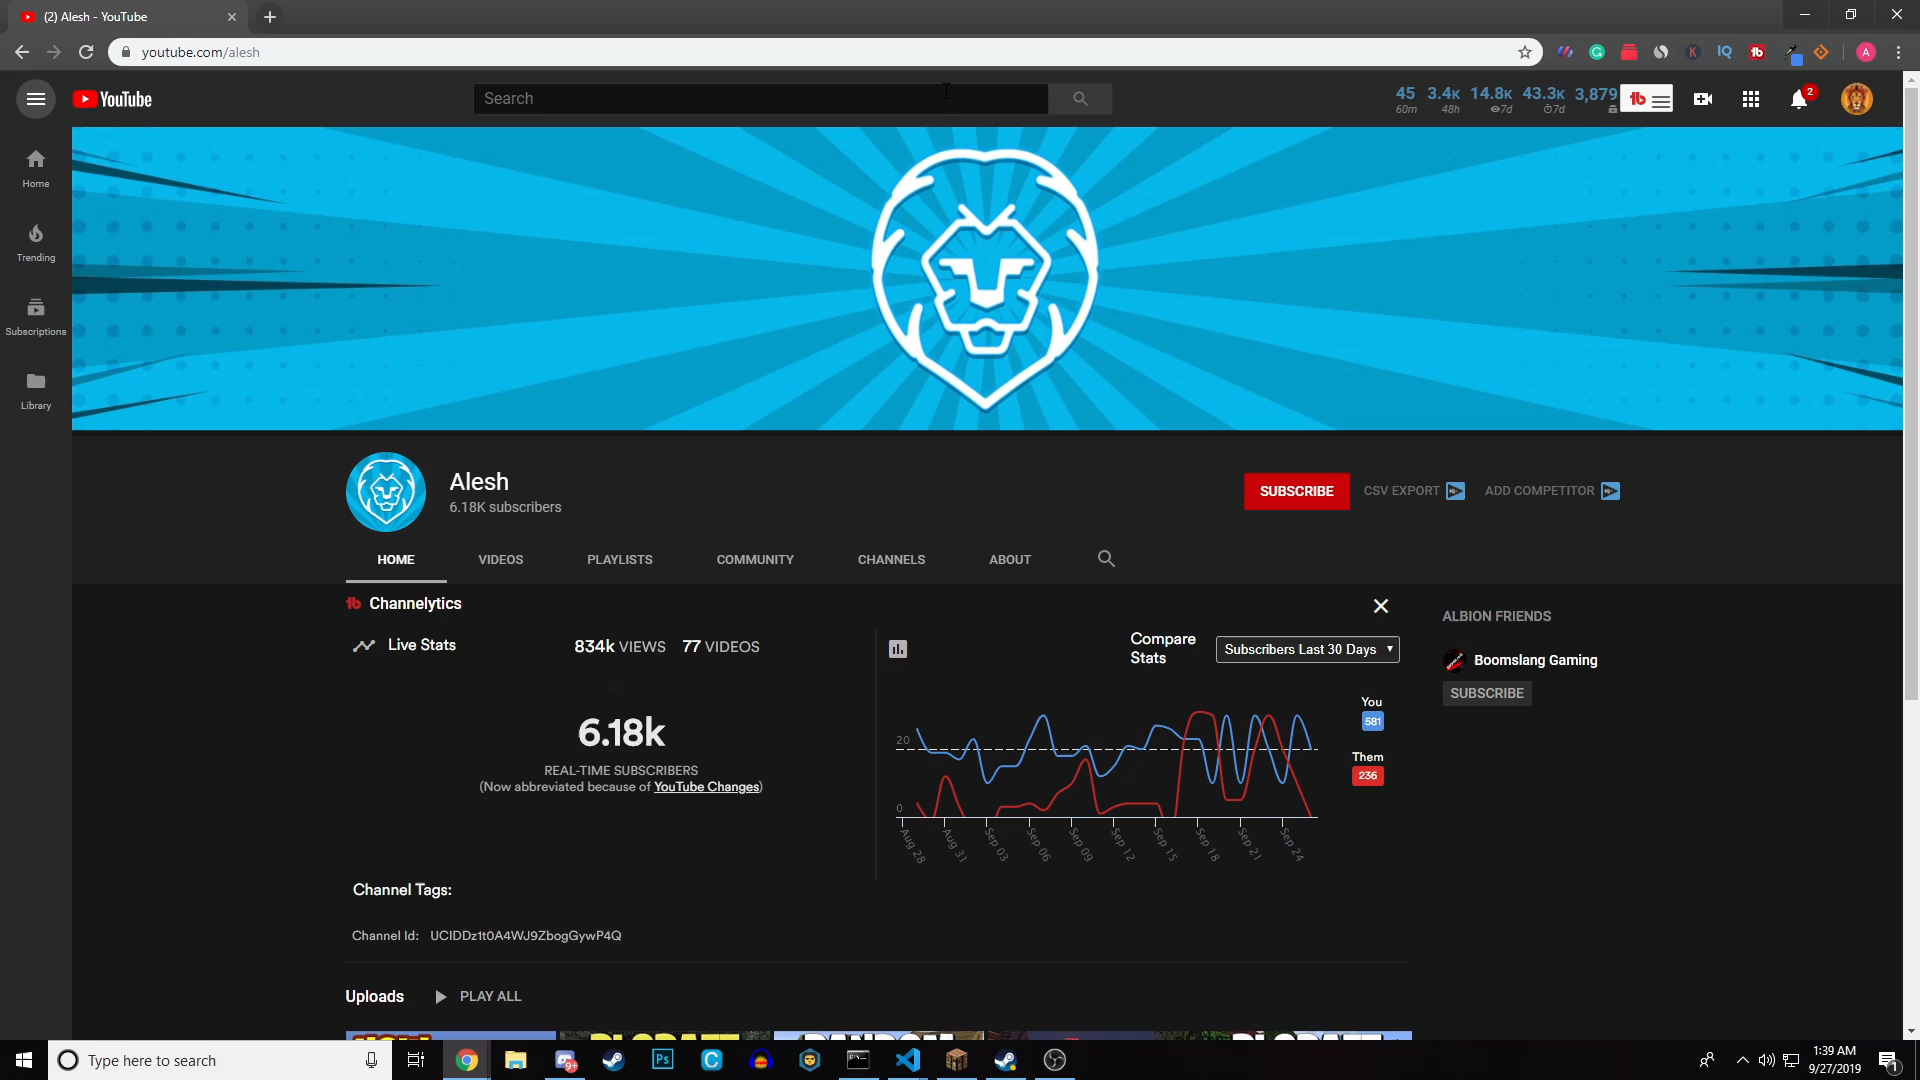 (2) Alesh - YouTube
youtube.com/alesh
YouTube
Search
45 3.4K 14.8K 43.3K 3,879
60m 48h 7d 7d
2
Home
Trending
Subscriptions
Library
Alesh
6.18K subscribers
SUBSCRIBE CSV EXPORT ADD COMPETITOR
HOME VIDEOS PLAYLISTS COMMUNITY CHANNELS ABOUT
Channelytics
Live Stats 834k VIEWS 77 VIDEOS
6.18k
REAL-TIME SUBSCRIBERS
(Now abbreviated because of YouTube Changes)
Compare
Stats
Subscribers Last 30 Days
You
581
Them
236
20
0
Aug 28 Aug 31 Sep 03 Sep 06 Sep 09 Sep 12 Sep 15 Sep 18 Sep 21 Sep 24
ALBION FRIENDS
Boomslang Gaming
SUBSCRIBE
Channel Tags:
Channel Id: UCIDDz1t0A4WJ9ZbogGywP4Q
Uploads PLAY ALL
Type here to search
Ps
9+
1:39 AM
9/27/2019
1